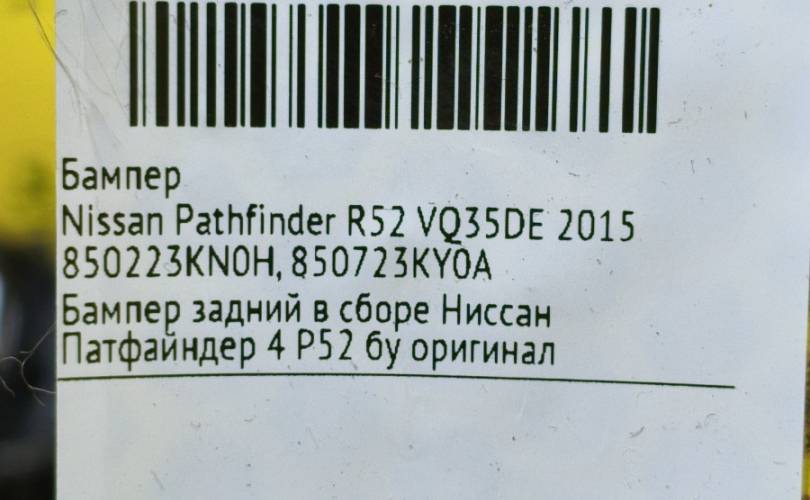 Бампер
Nissan Pathfinder R52 VQ35DE 2015
850223KN0H, 850723KY0A
Бампер задний в сборе Ниссан
Патфайндер 4 Р52 бу оригинал